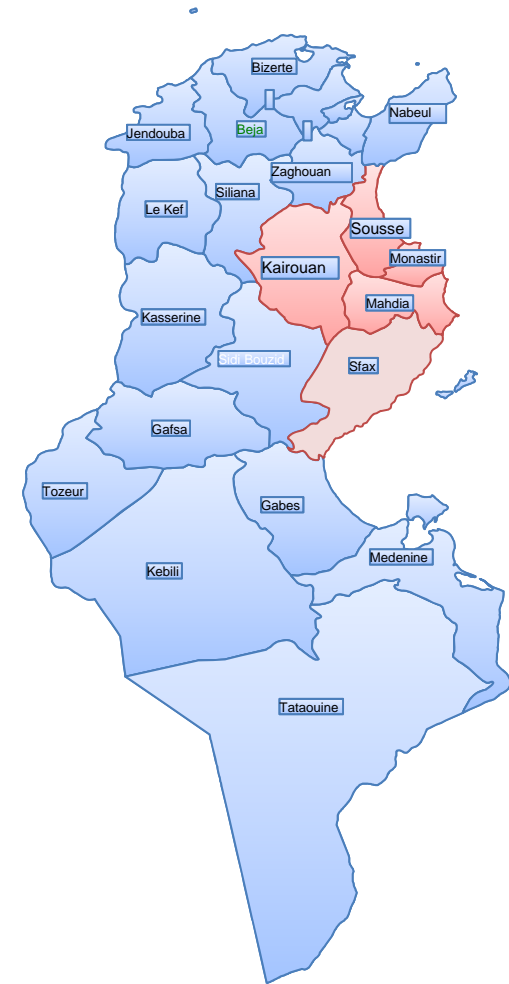 Bizerte
Nabeul
Beja
Jendouba
Zaghouan
Siliana
Le Kef
Sousse
Monastir
Kairouan
Mahdia
Kasserine
Sidi Bouzid
Sfax
Gafsa
Tozeur
Gabes
Medenine
Kebili
Tataouine